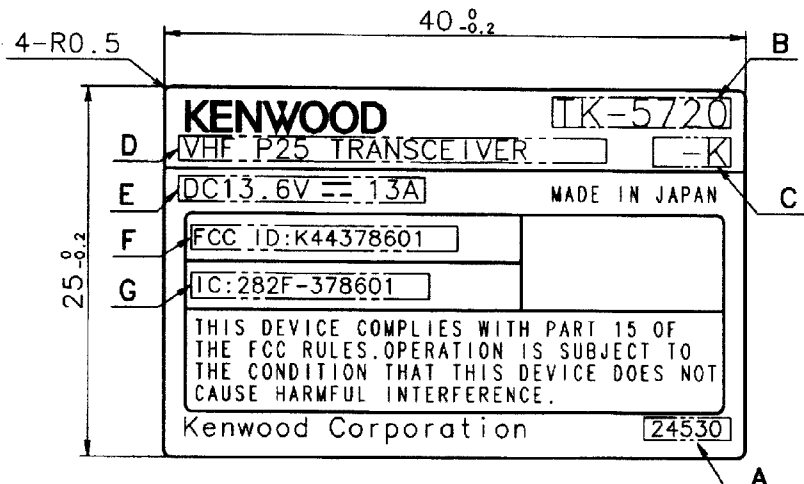 40 0 -0.2
4-R0.5
B
KENWOOD TK-5720
D VHF P25 TRANSCEIVER -K
E DC13.6V ⎓ 13A MADE IN JAPAN C
F FCC ID:K44378601
25 0 -0.2
G IC:282F-378601
THIS DEVICE COMPLIES WITH PART 15 OF
THE FCC RULES.OPERATION IS SUBJECT TO
THE CONDITION THAT THIS DEVICE DOES NOT
CAUSE HARMFUL INTERFERENCE.
Kenwood Corporation 24530
A